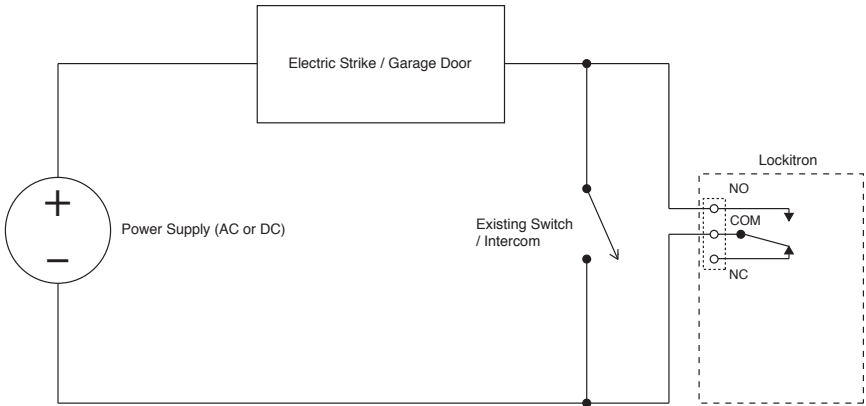 Electric Strike / Garage Door
Lockitron
NO
+
Power Supply (AC or DC)
Existing Switch
/ Intercom
COM
−
NC